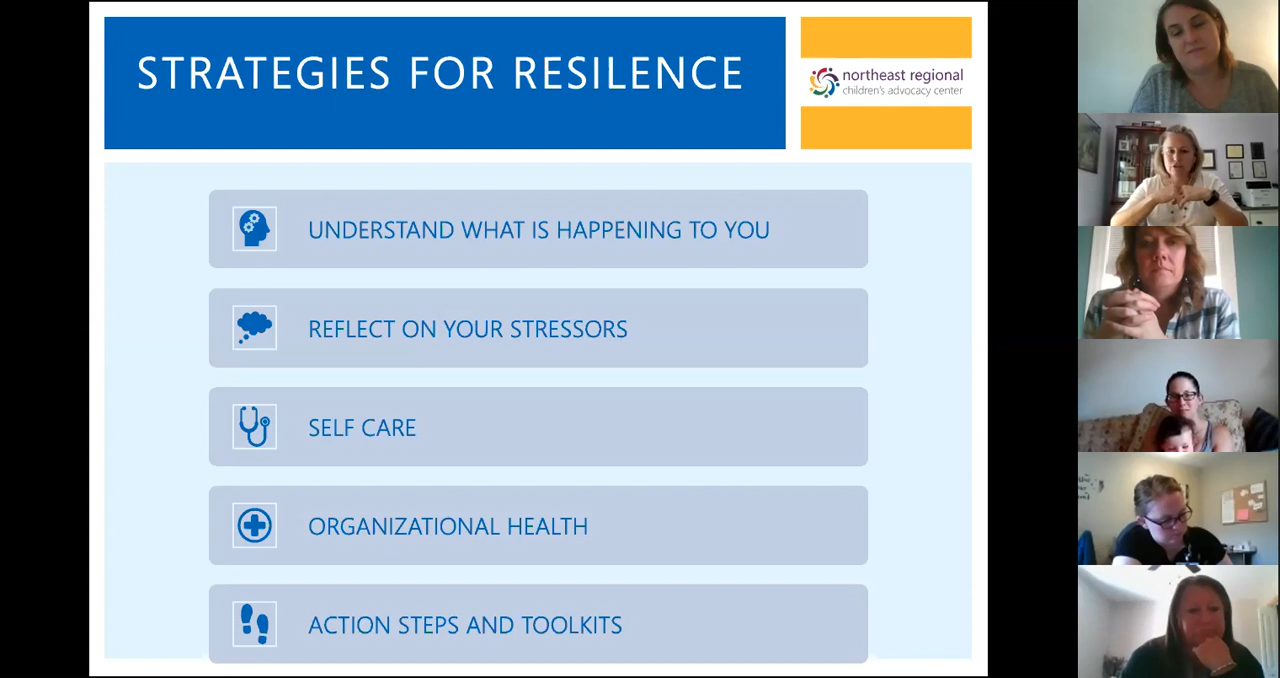 STRATEGIES FOR RESILENCE
northeast regional
children's advocacy center
UNDERSTAND WHAT IS HAPPENING TO YOU
REFLECT ON YOUR STRESSORS
SELF CARE
ORGANIZATIONAL HEALTH
ACTION STEPS AND TOOLKITS